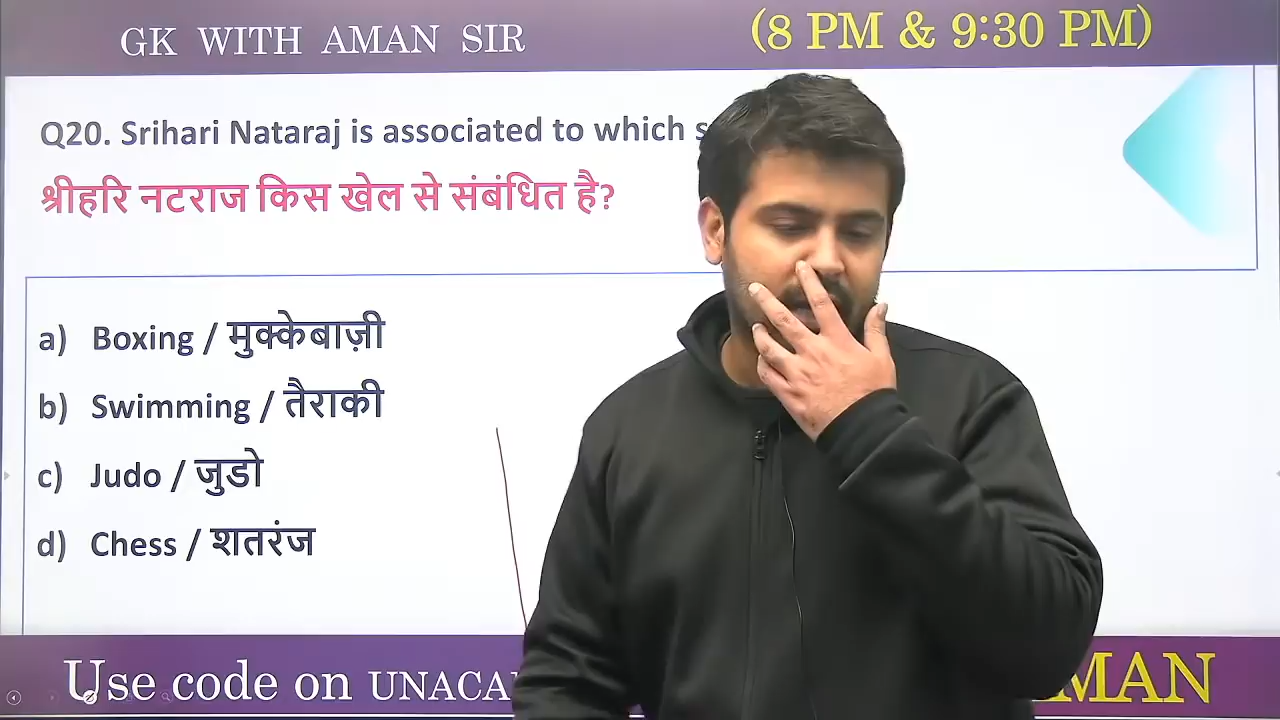 GK WITH AMAN SIR
(8 PM & 9:30 PM)
Q20. Srihari Nataraj is associated to which
श्रीहरि नटराज किस खेल से संबंधित है?
a) Boxing / मुक्केबाज़ी
b) Swimming / तैराकी
c) Judo / जुडो
d) Chess / शतरंज
Use code on